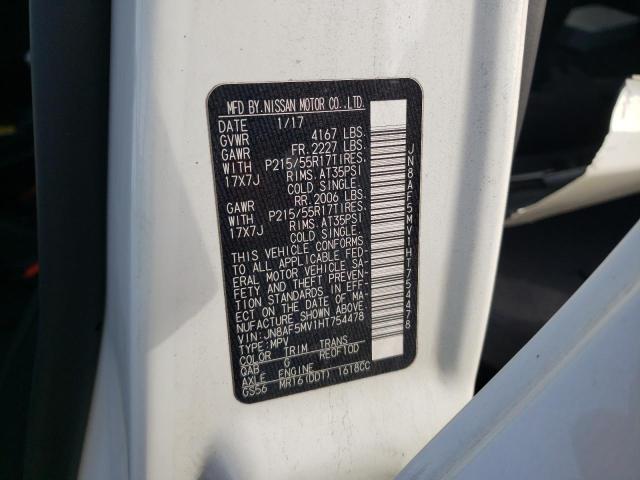 MFD BY.NISSAN MOTOR CO.,LTD.
DATE 1/17
GVWR 4167 LBS.
GAWR FR. 2227 LBS.
WITH P215/55R17TIRES.
17X7J RIMS.AT35PSI
COLD SINGLE.
GAWR RR. 2006 LBS.
WITH P215/55R17TIRES.
17X7J RIMS.AT35PSI
COLD SINGLE.
THIS VEHICLE CONFORMS
TO ALL APPLICABLE FED-
ERAL MOTOR VEHICLE SA-
FETY AND THEFT PREVEN-
TION STANDARDS IN EFF-
ECT ON THE DATE OF MA-
NUFACTURE SHOWN ABOVE.
VIN:JN8AF5MV1HT754478
TYPE:MPV
COLOR TRIM TRANS
QAB G RE0F10D
AXLE ENGINE
GS56 MR16(DDT) 1618CC
JN8AF5MV1HT754478